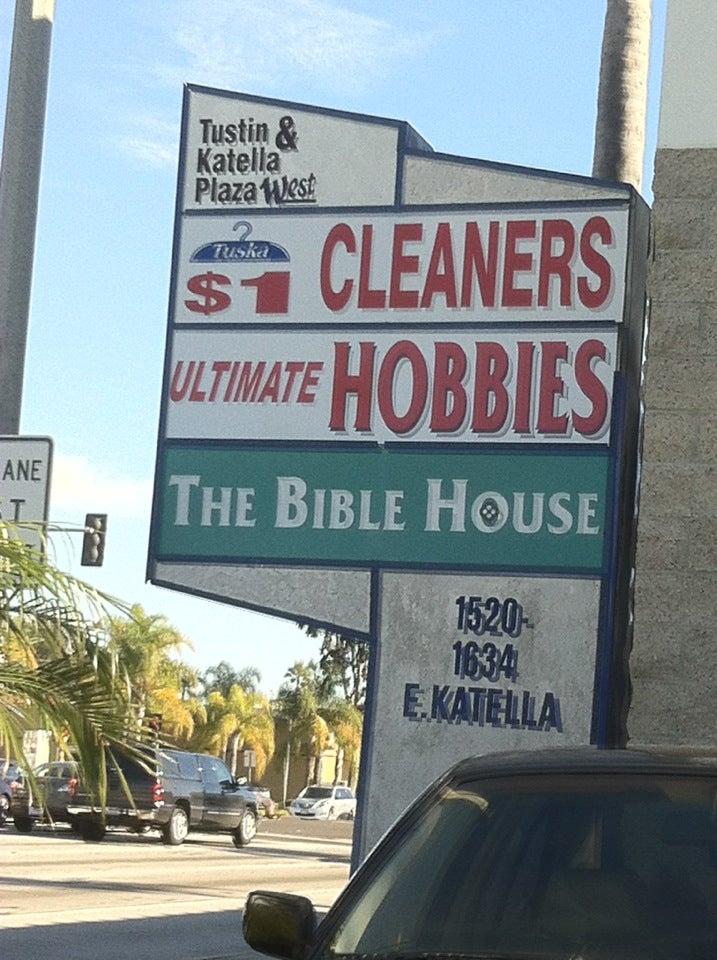 Tustin &
Katella
Plaza West
Tuska
$1 CLEANERS
ULTIMATE HOBBIES
THE BIBLE HOUSE
1520-
1634
E. KATELLA
ANE